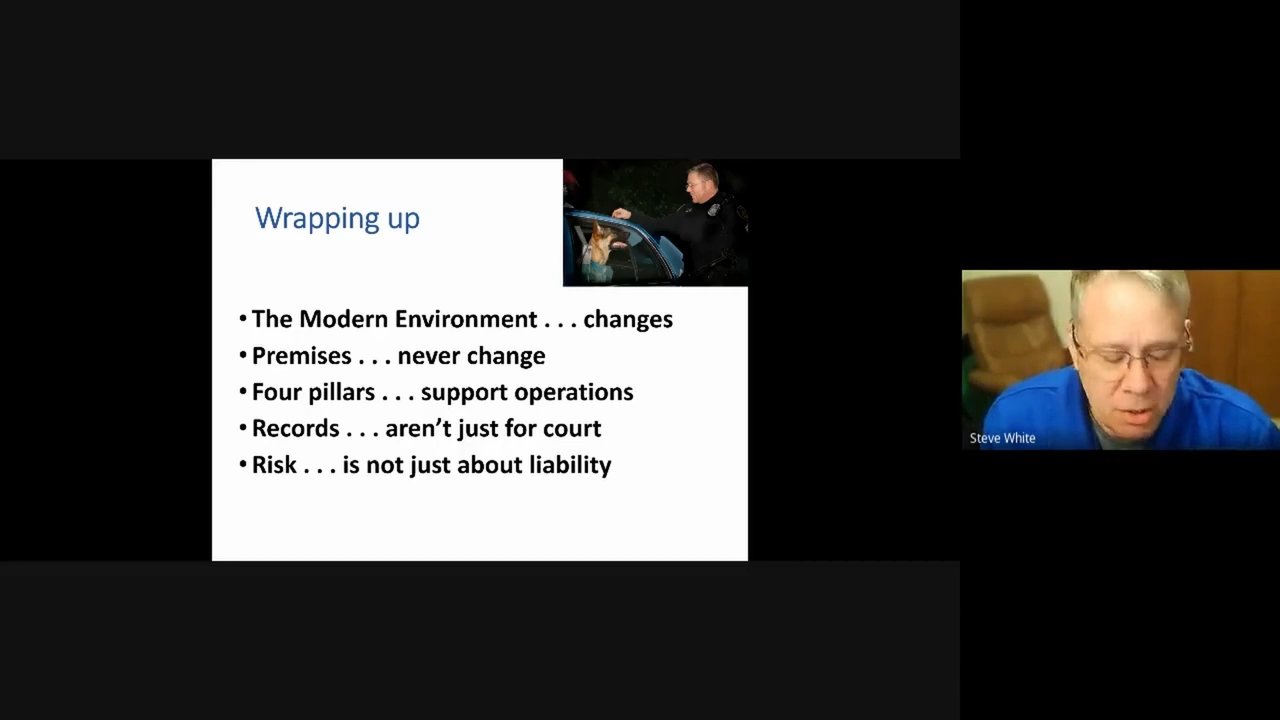 Wrapping up
• The Modern Environment . . . changes
• Premises . . . never change
• Four pillars . . . support operations
• Records . . . aren’t just for court
• Risk . . . is not just about liability
Steve White